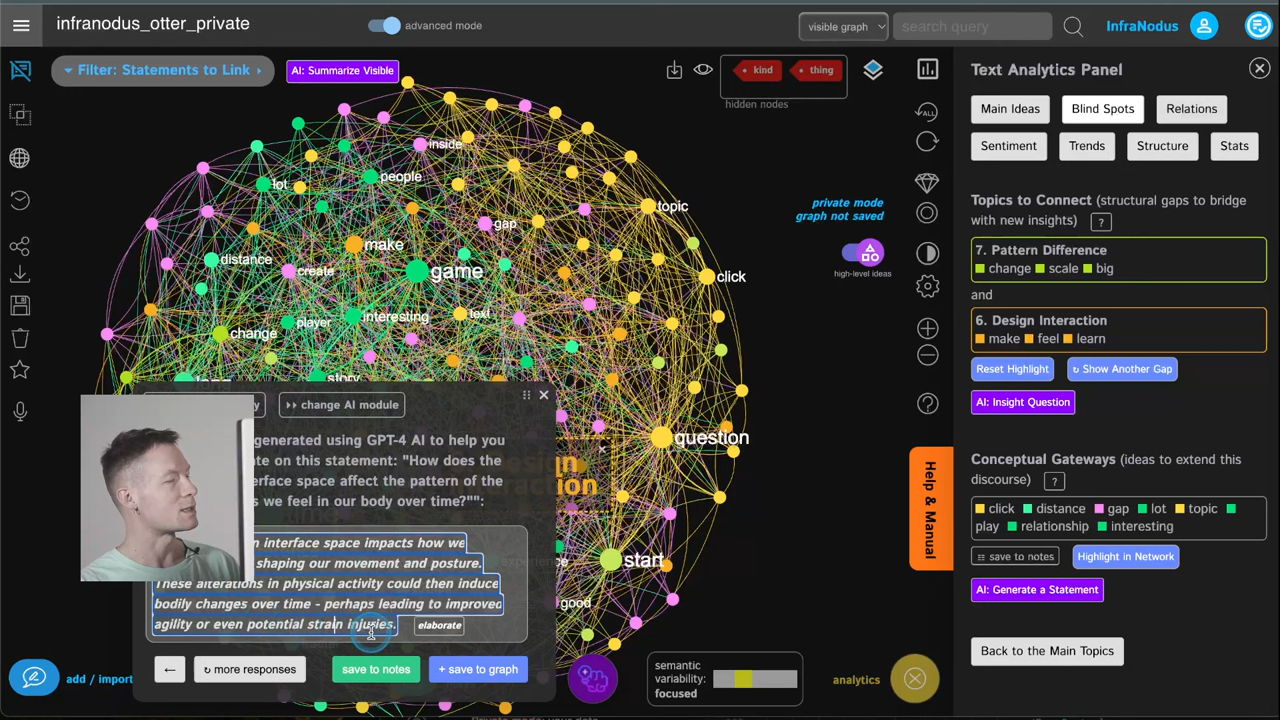 infranodus_otter_private
advanced mode
visible graph
search query
InfraNodus
Filter: Statements to Link
AI: Summarize Visible
kind
thing
hidden nodes
ALL
private mode
graph not saved
high-level ideas
inside
lot
people
topic
gap
make
distance
create
game
click
change
player
interesting
text
story
question
start
good
experience
Design
Interaction
change AI module
generated using GPT-4 AI to help you
te on this statement: "How does the
erface space affect the pattern of the
s we feel in our body over time?"":
n interface space impacts how we
shaping our movement and posture.
These alterations in physical activity could then induce
bodily changes over time - perhaps leading to improved
agility or even potential strain injuries.
elaborate
←
↻ more responses
save to notes
+ save to graph
add / import
semantic
variability:
focused
analytics
Help & Manual
Text Analytics Panel
Main Ideas
Blind Spots
Relations
Sentiment
Trends
Structure
Stats
Topics to Connect (structural gaps to bridge
with new insights) ?
7. Pattern Difference
change scale big
and
6. Design Interaction
make feel learn
Reset Highlight
↻ Show Another Gap
AI: Insight Question
Conceptual Gateways (ideas to extend this
discourse) ?
click distance gap lot topic
play relationship interesting
save to notes
Highlight in Network
AI: Generate a Statement
Back to the Main Topics